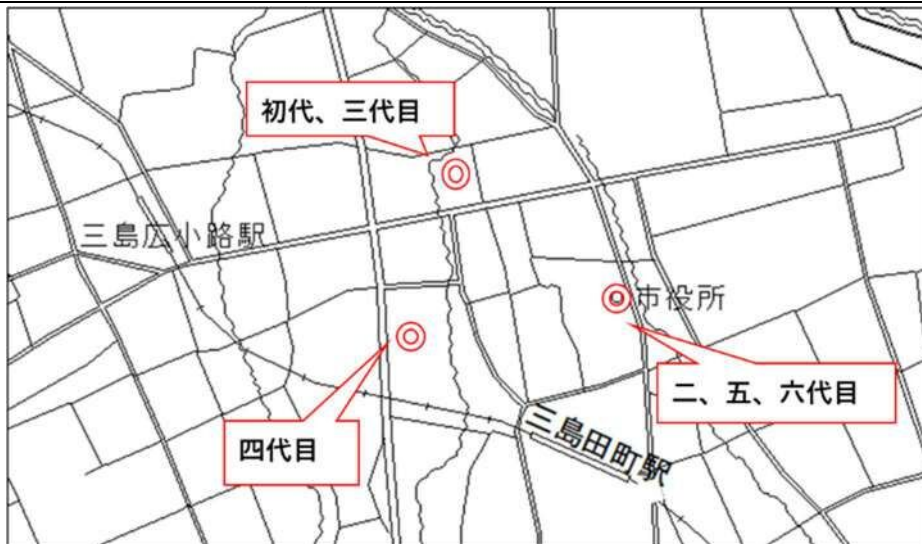 初代、三代目
三島広小路駅
市役所
二、五、六代目
四代目
三島田町駅